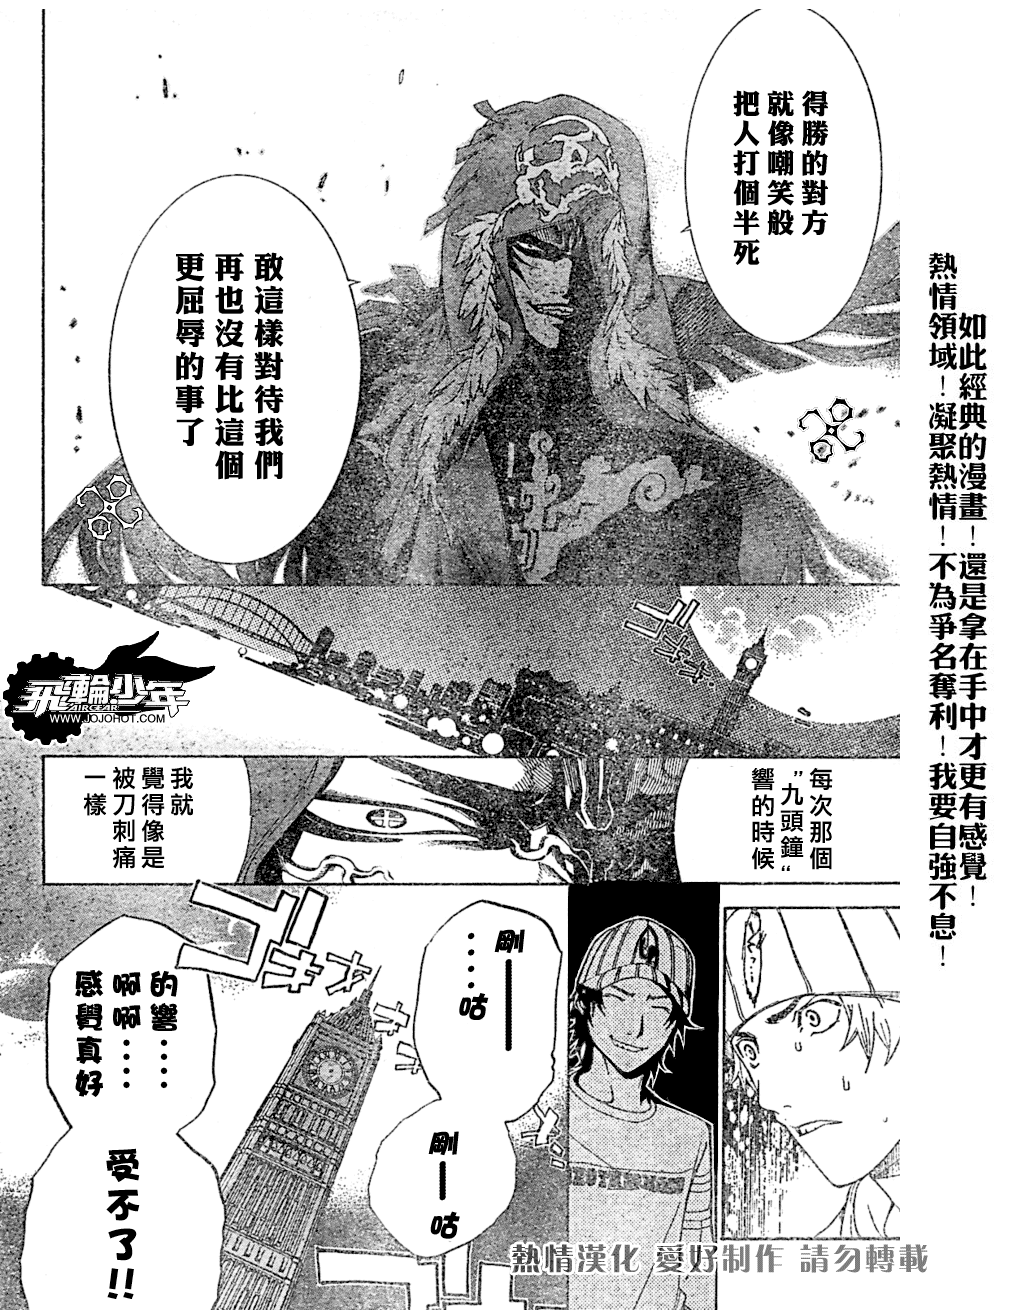 得勝的對方
就像嘲笑般
把人打個半死
敢這樣對待我們
再也沒有比這個
更屈辱的事了
飛輪少年
AIRGEAR
WWW.JOJOHOT.COM
每次那個
"九頭鐘"
響的時候
我就
覺得像是
被刀刺痛
一樣
剛——
‥‥咕
剛—咕
的響‥‥
啊啊‥‥
感覺真好
受不了!!
如此經典的漫畫！還是拿在手中才更有感覺！
熱情領域！凝聚熱情！不為爭名奪利！我要自強不息！
熱情漢化 愛好制作 請勿轉載